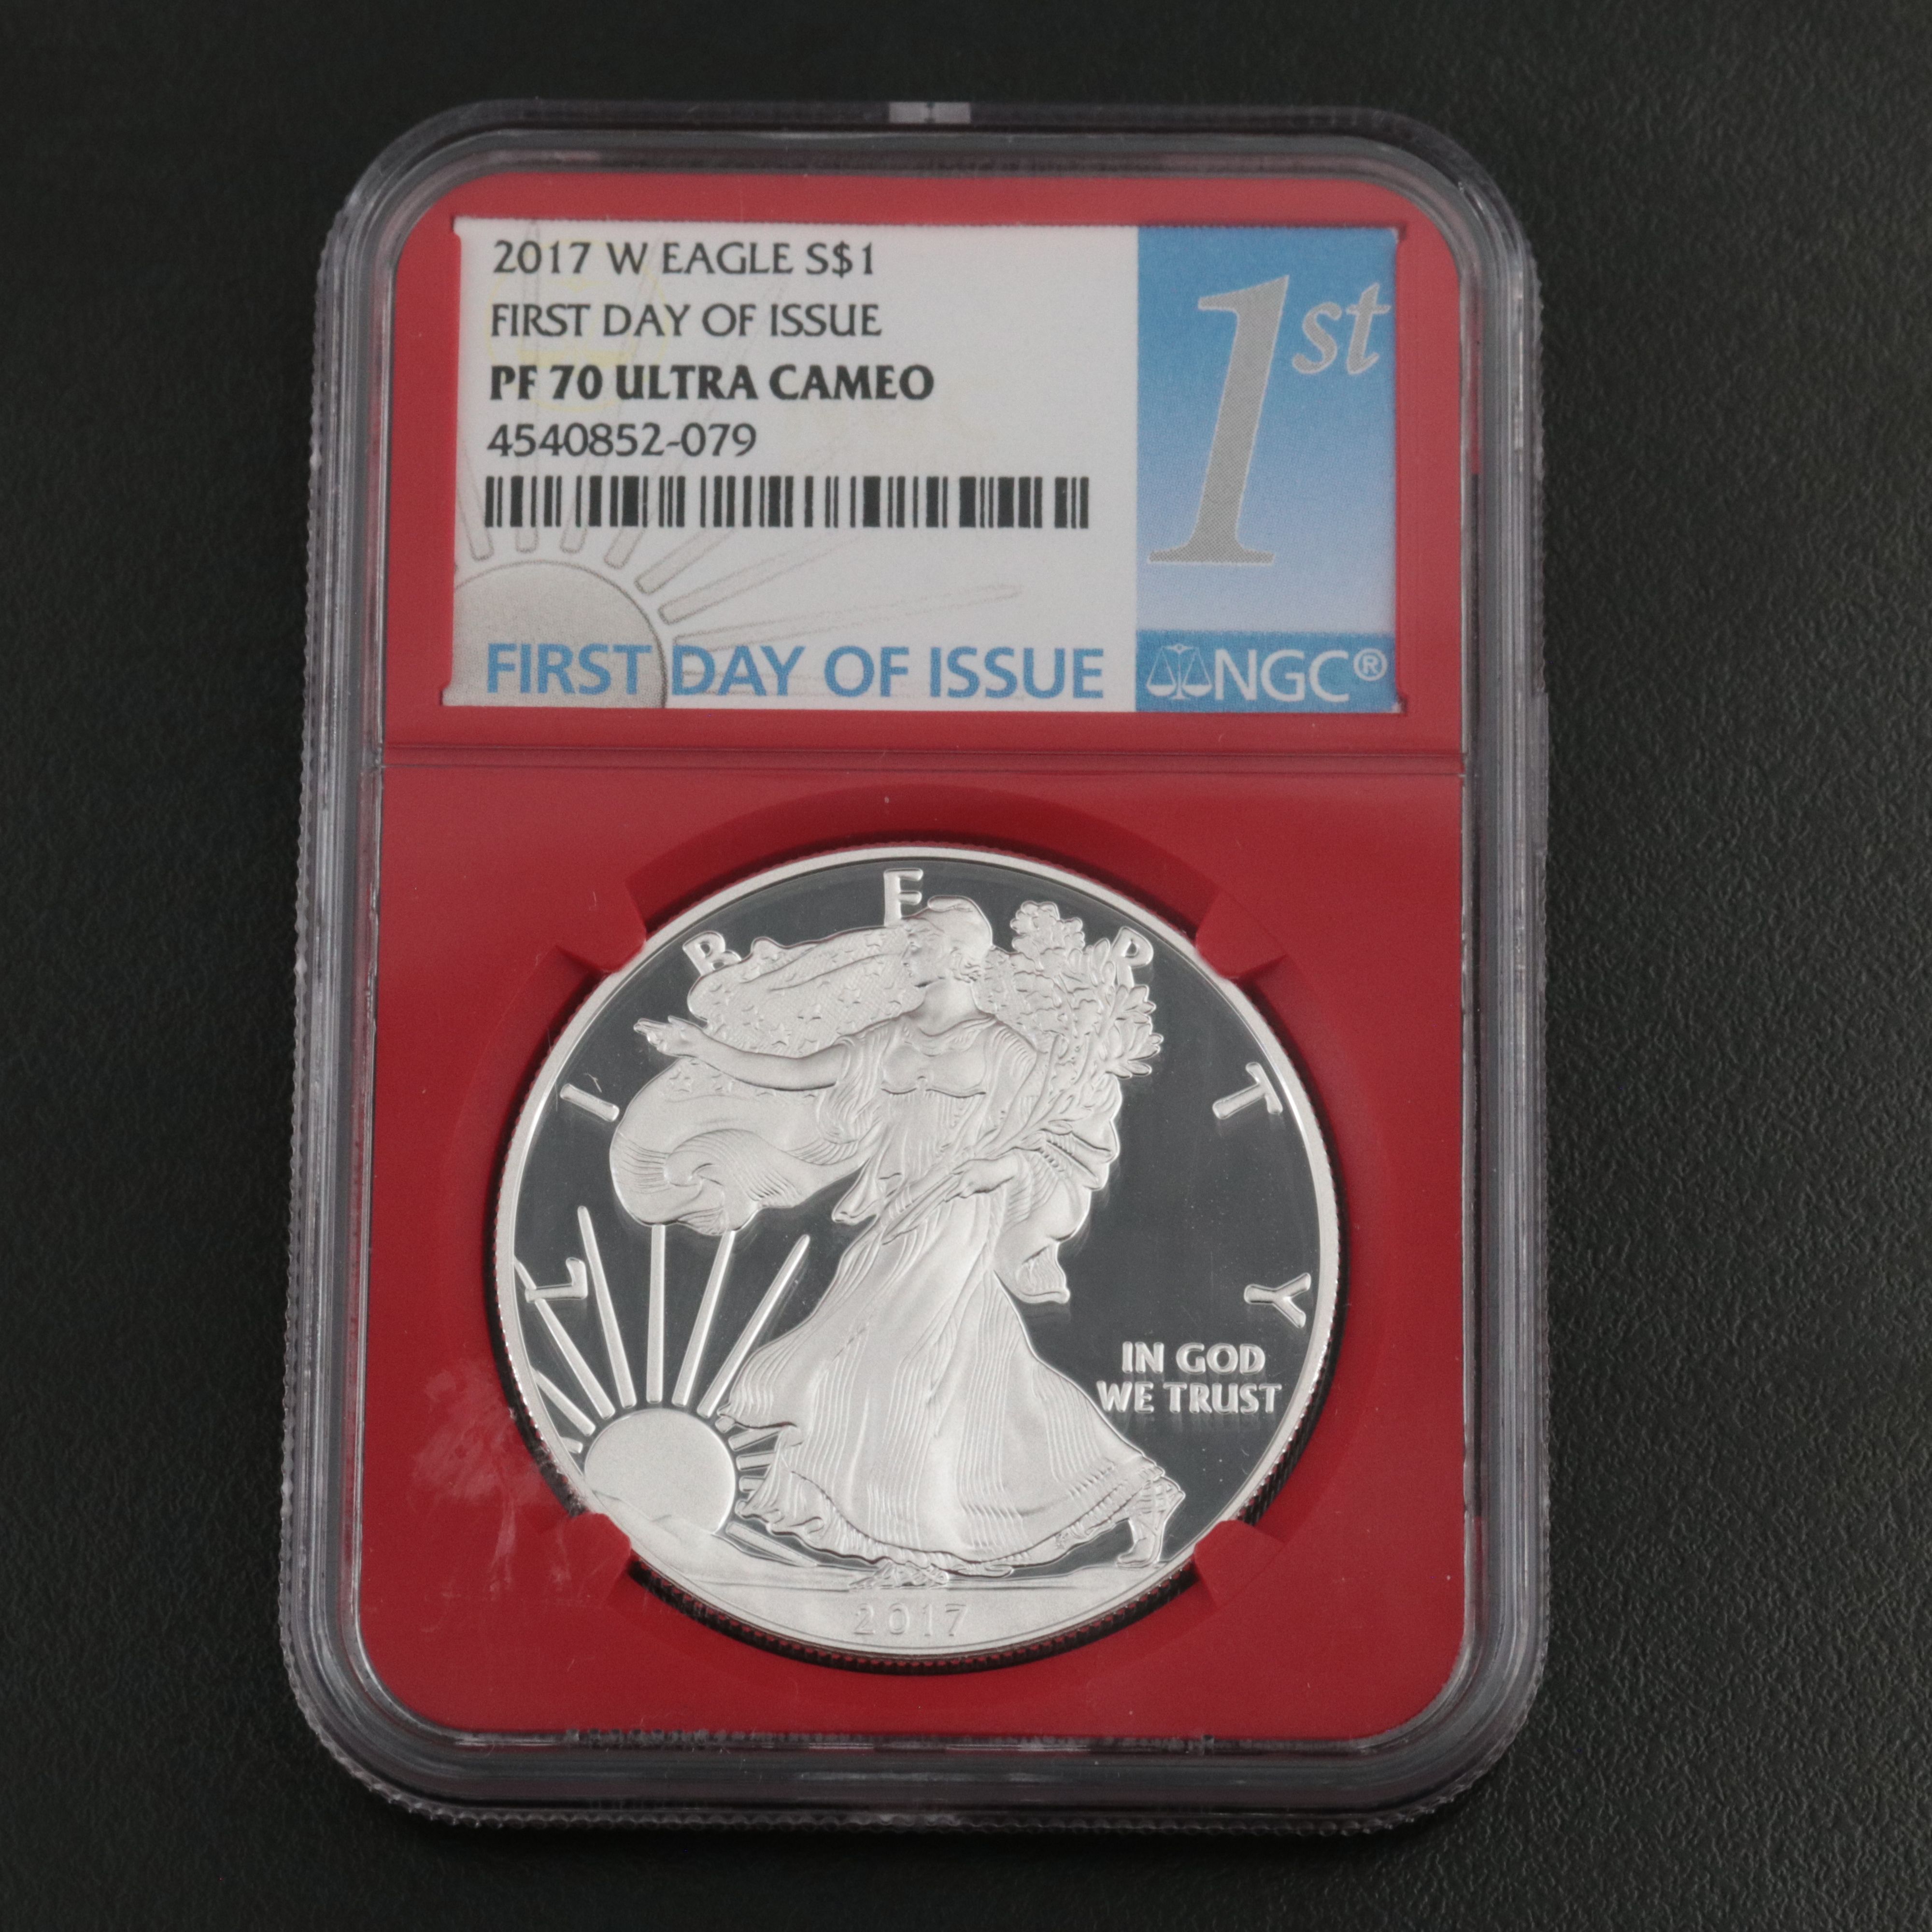 2017 W EAGLE S$1
FIRST DAY OF ISSUE
PF 70 ULTRA CAMEO
4540852-079
FIRST DAY OF ISSUE
1st
NGC®
LIBERTY
IN GOD
WE TRUST
2017